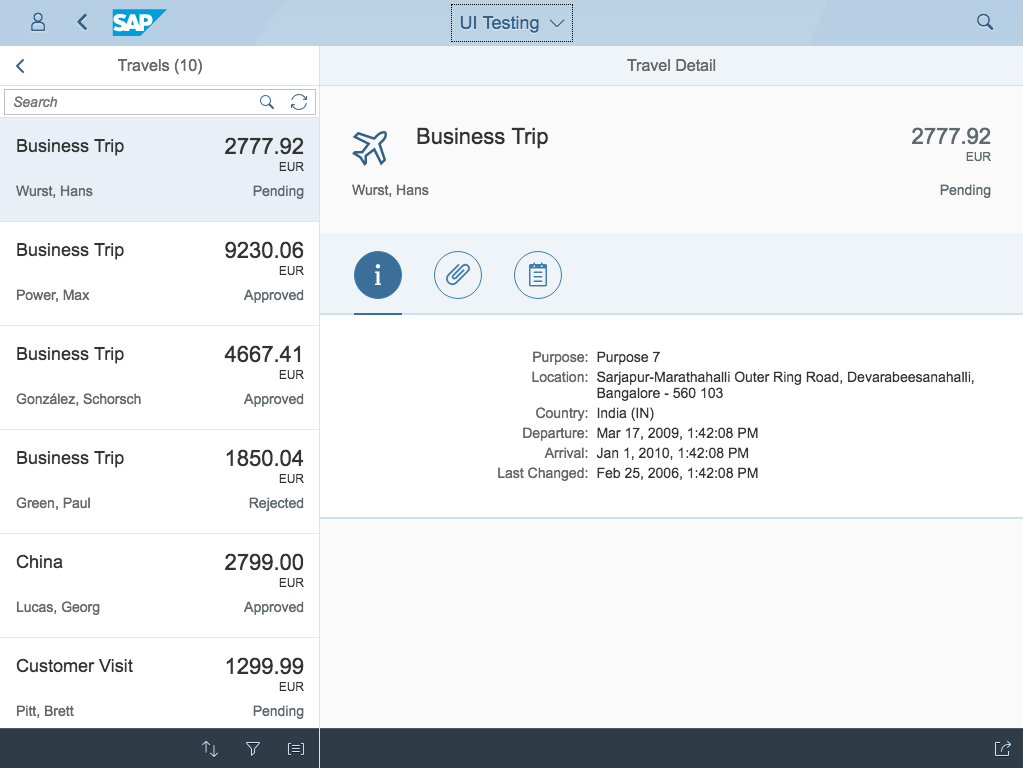 SAP
UI Testing
Travels (10)
Search
Business Trip 2777.92
EUR
Wurst, Hans Pending
Business Trip 9230.06
EUR
Power, Max Approved
Business Trip 4667.41
EUR
González, Schorsch Approved
Business Trip 1850.04
EUR
Green, Paul Rejected
China 2799.00
EUR
Lucas, Georg Approved
Customer Visit 1299.99
EUR
Pitt, Brett Pending
Travel Detail
Business Trip 2777.92
EUR
Wurst, Hans Pending
Purpose: Purpose 7
Location: Sarjapur-Marathahalli Outer Ring Road, Devarabeesanahalli,
Bangalore - 560 103
Country: India (IN)
Departure: Mar 17, 2009, 1:42:08 PM
Arrival: Jan 1, 2010, 1:42:08 PM
Last Changed: Feb 25, 2006, 1:42:08 PM